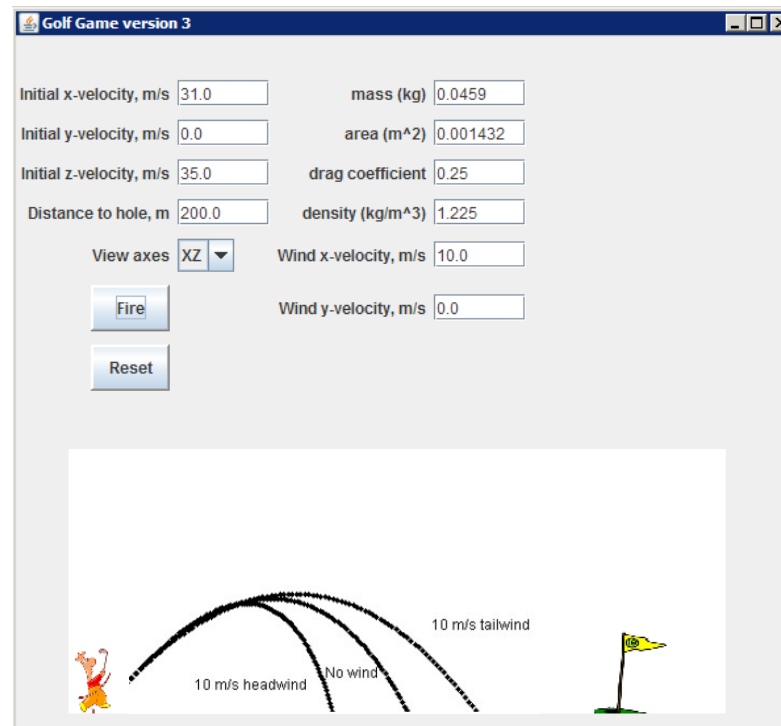 Golf Game version 3
Initial x-velocity, m/s 31.0 mass (kg) 0.0459
Initial y-velocity, m/s 0.0 area (m^2) 0.001432
Initial z-velocity, m/s 35.0 drag coefficient 0.25
Distance to hole, m 200.0 density (kg/m^3) 1.225
View axes XZ Wind x-velocity, m/s 10.0
Fire Wind y-velocity, m/s 0.0
Reset
10 m/s tailwind
No wind
10 m/s headwind